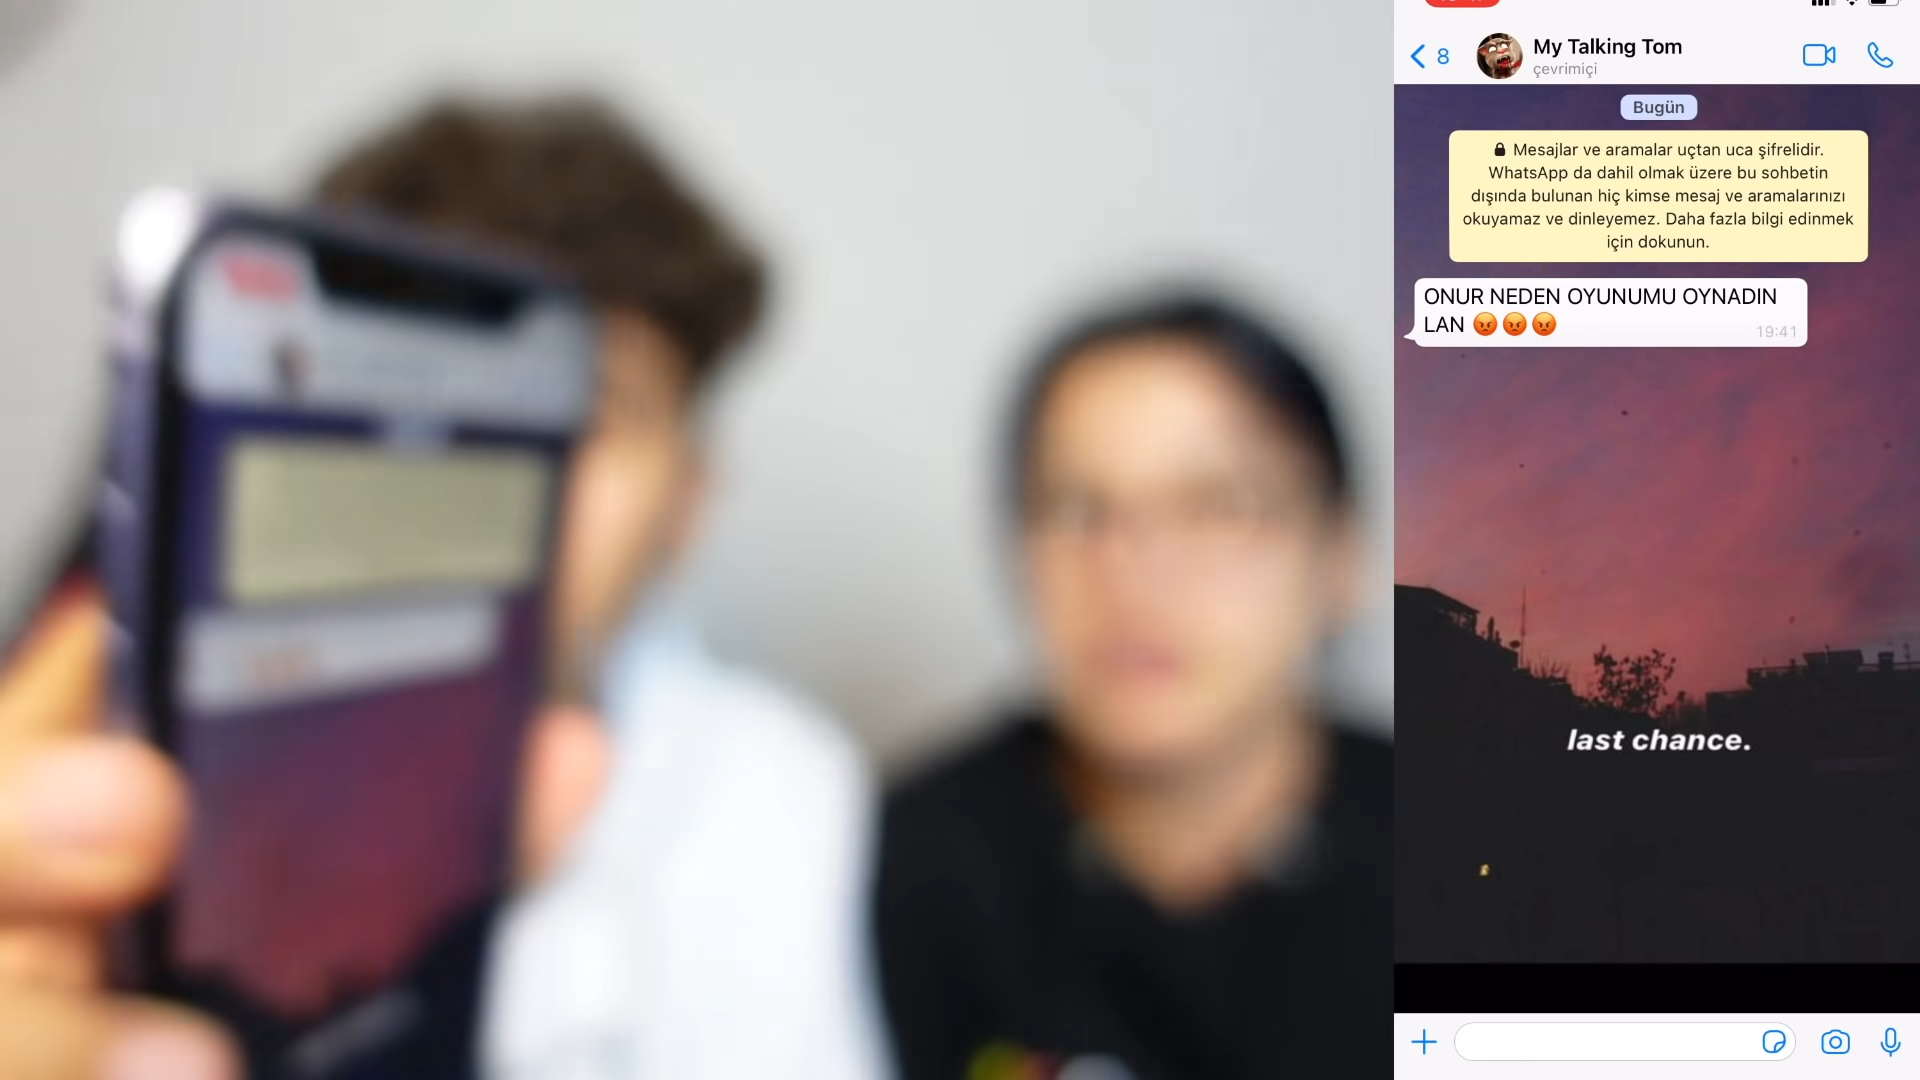 8
My Talking Tom
çevrimiçi
Bugün
Mesajlar ve aramalar uçtan uca şifrelidir.
WhatsApp da dahil olmak üzere bu sohbetin
dışında bulunan hiç kimse mesaj ve aramalarınızı
okuyamaz ve dinleyemez. Daha fazla bilgi edinmek
için dokunun.
ONUR NEDEN OYUNUMU OYNADIN
LAN 😡😡😡
19:41
last chance.